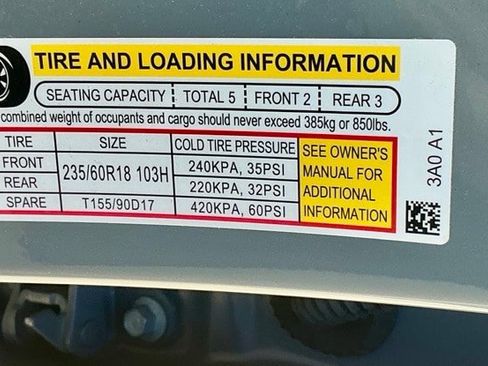 TIRE AND LOADING INFORMATION
SEATING CAPACITY TOTAL 5 FRONT 2 REAR 3
combined weight of occupants and cargo should never exceed 385kg or 850lbs.
TIRE SIZE COLD TIRE PRESSURE SEE OWNER'S MANUAL FOR ADDITIONAL INFORMATION
FRONT 235/60R18 103H 240KPA, 35PSI
REAR 220KPA, 32PSI
SPARE T155/90D17 420KPA, 60PSI
3A0 A1